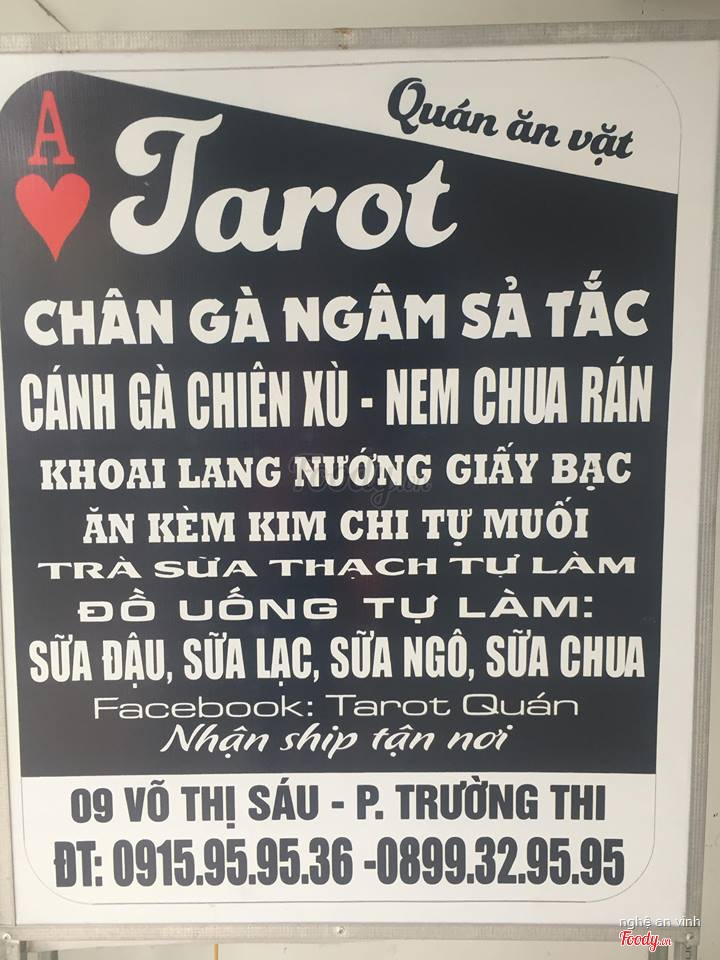 Quán ăn vặt
A
Tarot
CHÂN GÀ NGÂM SẢ TẮC
CÁNH GÀ CHIÊN XÙ - NEM CHUA RÁN
KHOAI LANG NƯỚNG GIẤY BẠC
ĂN KÈM KIM CHI TỰ MUỐI
TRÀ SỮA THẠCH TỰ LÀM
ĐỒ UỐNG TỰ LÀM:
SỮA ĐẬU, SỮA LẠC, SỮA NGÔ, SỮA CHUA
Facebook: Tarot Quán
Nhận ship tận nơi
09 VÕ THỊ SÁU - P. TRƯỜNG THI
ĐT: 0915.95.95.36 -0899.32.95.95
nghệ an vinh
Foody.vn